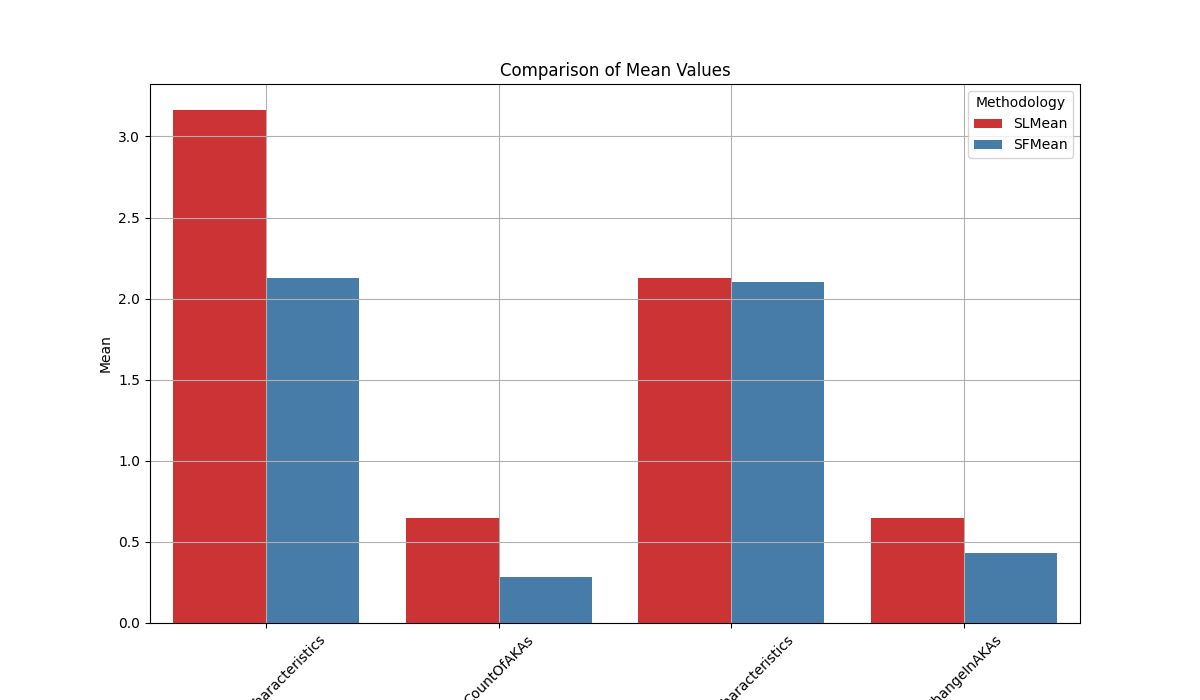 Comparison of Mean Values
Methodology
SLMean
SFMean
3.0
2.5
2.0
1.5
1.0
0.5
0.0
Mean
haracteristics
CountOfAKAs
haracteristics
hangeInAKAs